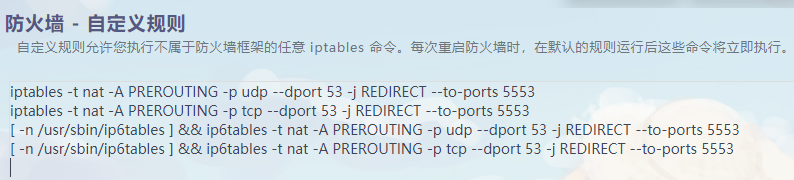 防火墙 - 自定义规则
自定义规则允许您执行不属于防火墙框架的任意 iptables 命令。每次重启防火墙时，在默认的规则运行后这些命令将立即执行。
iptables -t nat -A PREROUTING -p udp --dport 53 -j REDIRECT --to-ports 5553
iptables -t nat -A PREROUTING -p tcp --dport 53 -j REDIRECT --to-ports 5553
[ -n /usr/sbin/ip6tables ] && ip6tables -t nat -A PREROUTING -p udp --dport 53 -j REDIRECT --to-ports 5553
[ -n /usr/sbin/ip6tables ] && ip6tables -t nat -A PREROUTING -p tcp --dport 53 -j REDIRECT --to-ports 5553